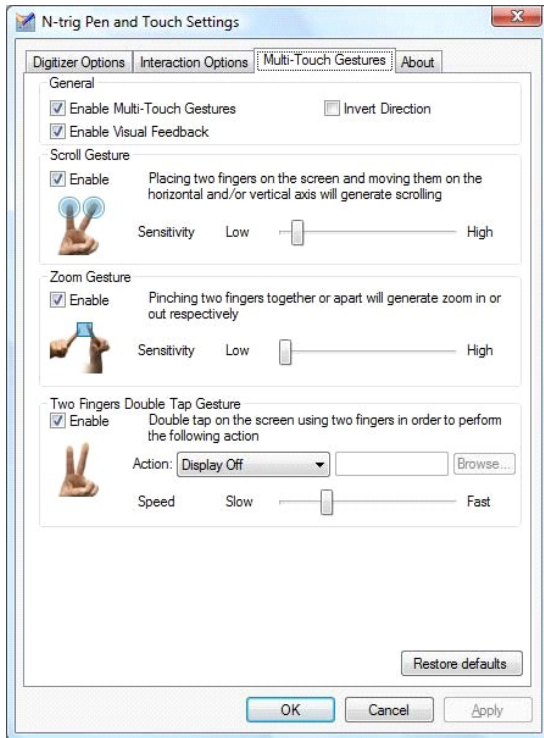 N-trig Pen and Touch Settings
Digitizer Options Interaction Options Multi-Touch Gestures About
General
Enable Multi-Touch Gestures Invert Direction
Enable Visual Feedback
Scroll Gesture
Enable Placing two fingers on the screen and moving them on the
horizontal and/or vertical axis will generate scrolling
Sensitivity Low High
Zoom Gesture
Enable Pinching two fingers together or apart will generate zoom in or
out respectively
Sensitivity Low High
Two Fingers Double Tap Gesture
Enable Double tap on the screen using two fingers in order to perform
the following action
Action: Display Off Browse...
Speed Slow Fast
Restore defaults
OK Cancel Apply